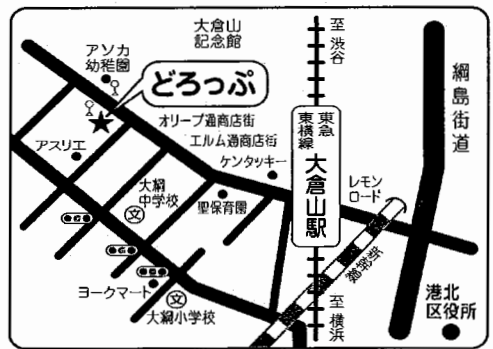 大倉山
記念館
至
渋谷
アソカ
幼稚園
どろっぷ
綱島街道
オリーブ通商店街
エルム通商店街
ケンタッキー
東急
東横線
大倉山駅
アスリエ
大綱
中学校
文
聖保育園
レモン
ロード
新幹線
ヨークマート
文
大綱小学校
至
横浜
港北
区役所